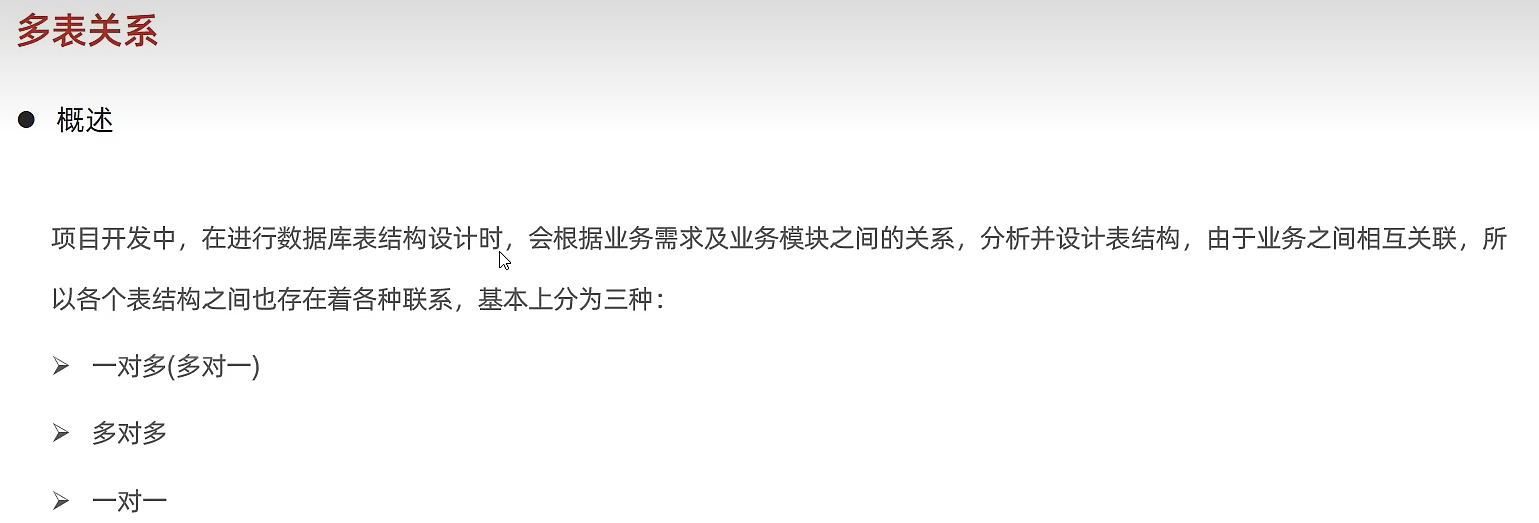 多表关系
● 概述
项目开发中，在进行数据库表结构设计时，会根据业务需求及业务模块之间的关系，分析并设计表结构，由于业务之间相互关联，所
以各个表结构之间也存在着各种联系，基本上分为三种：
➢ 一对多(多对一)
➢ 多对多
➢ 一对一